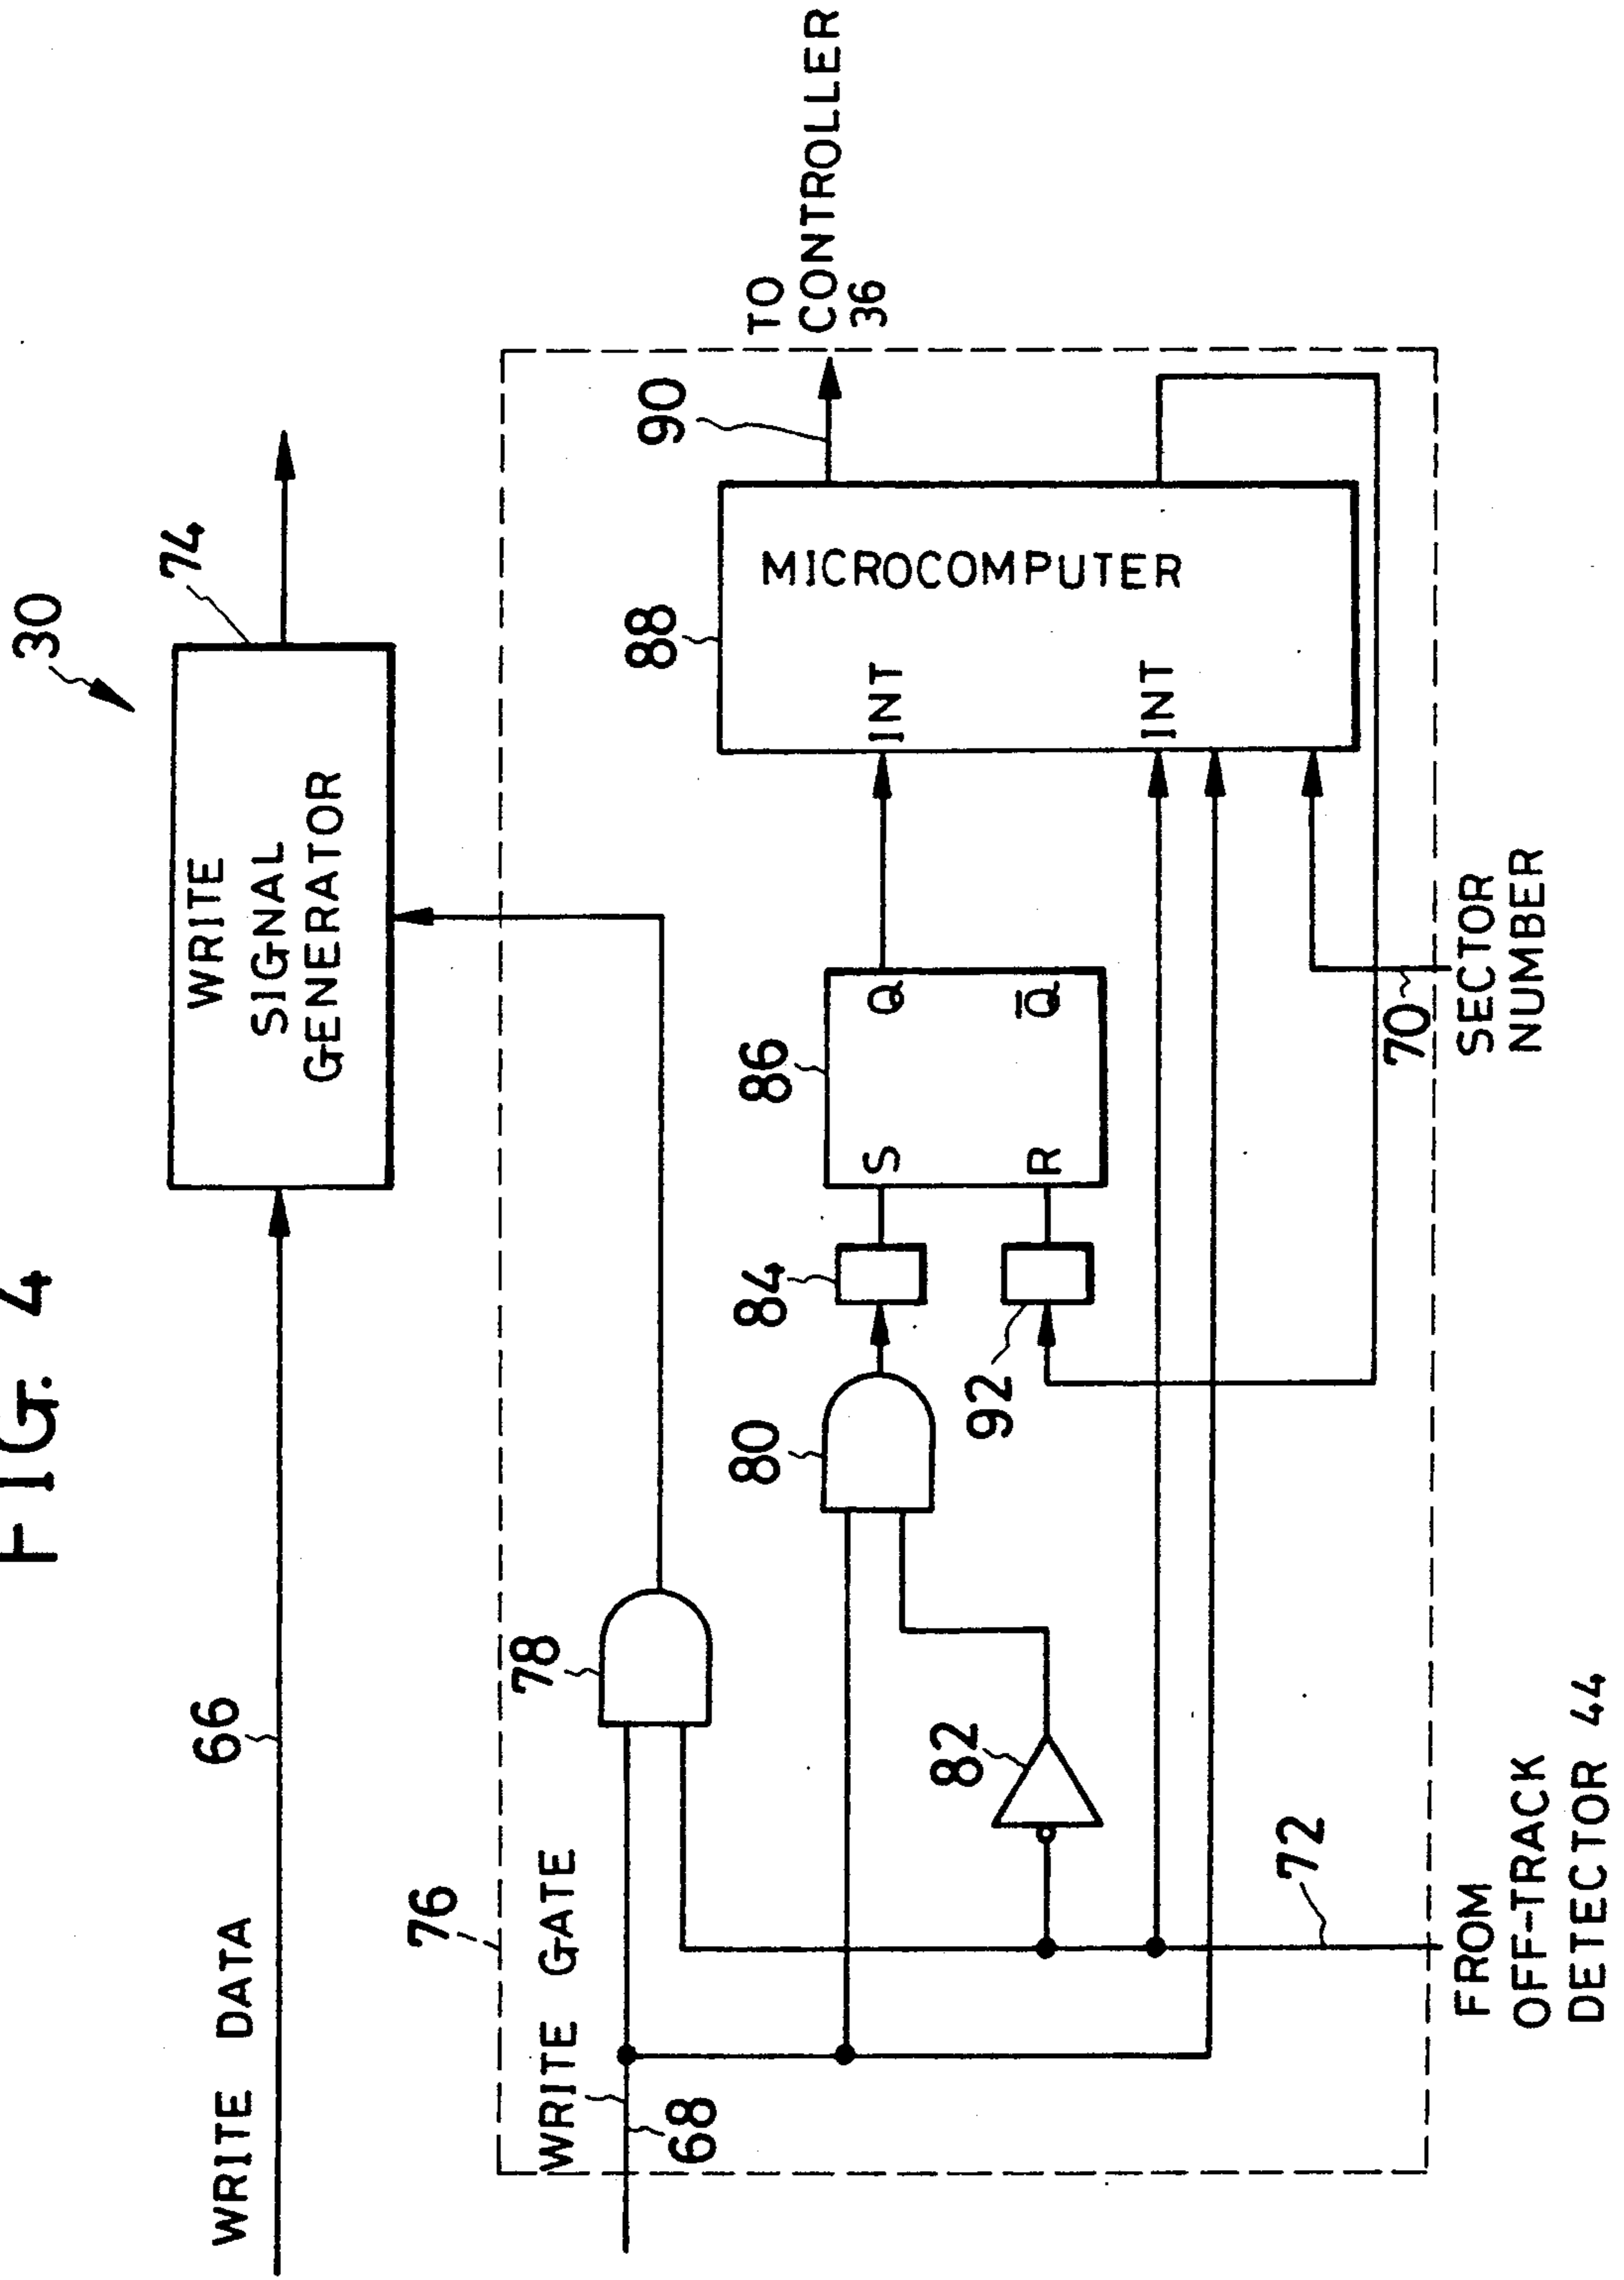 FIG. 4
30
WRITE DATA
66
WRITE
SIGNAL
GENERATOR
74
76
WRITE GATE
68
78
80
82
84
86
S
R
Q
Q̅
92
88
MICROCOMPUTER
INT
INT
90
TO
CONTROLLER
36
72
FROM
OFF-TRACK
DETECTOR 44
70
SECTOR
NUMBER